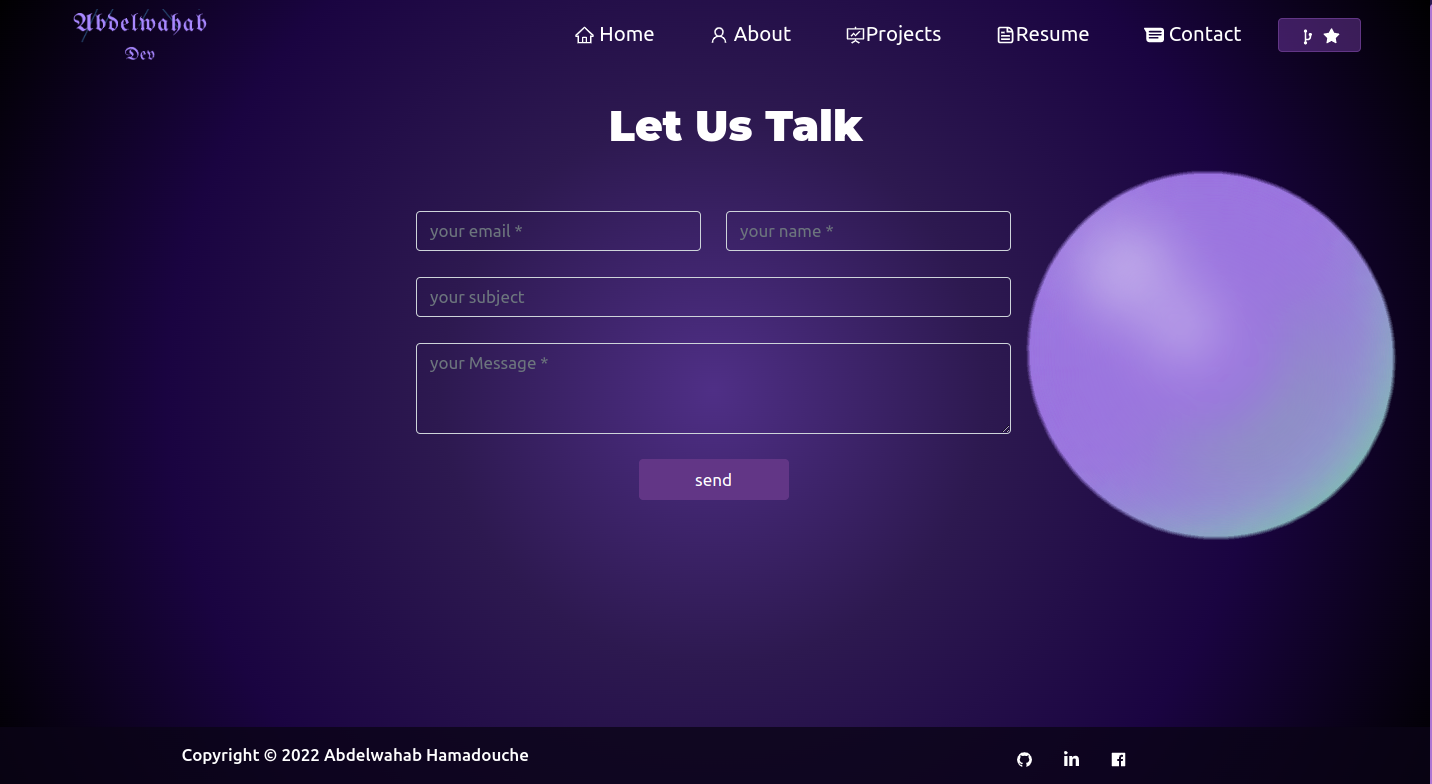 Abdelwahab
Dev
Home About Projects Resume Contact
Let Us Talk
your email * your name *
your subject
your Message *
send
Copyright © 2022 Abdelwahab Hamadouche